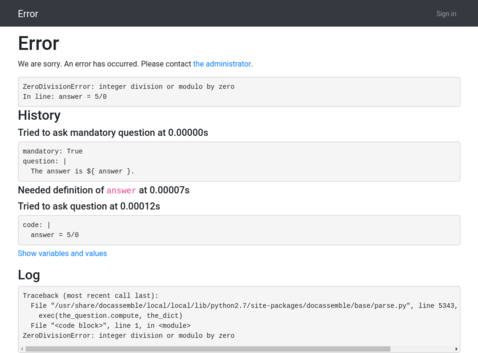 Error
Sign in
Error
We are sorry. An error has occurred. Please contact the administrator.
ZeroDivisionError: integer division or modulo by zero
In line: answer = 5/0
History
Tried to ask mandatory question at 0.00000s
mandatory: True
question: |
  The answer is ${ answer }.
Needed definition of answer at 0.00007s
Tried to ask question at 0.00012s
code: |
  answer = 5/0
Show variables and values
Log
Traceback (most recent call last):
  File "/usr/share/docassemble/local/local/lib/python2.7/site-packages/docassemble/base/parse.py", line 5343,
    exec(the_question.compute, the_dict)
  File "<code block>", line 1, in <module>
ZeroDivisionError: integer division or modulo by zero